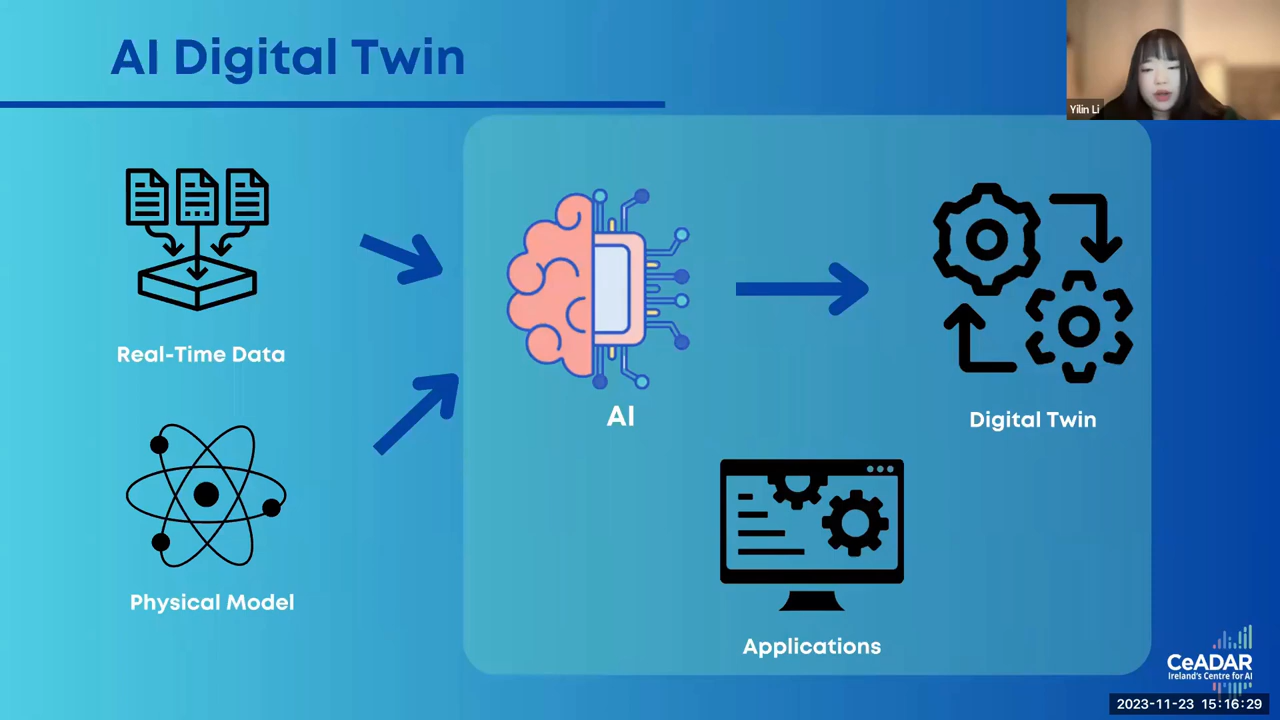 AI Digital Twin
Yilin Li
Real-Time Data
AI
Digital Twin
Physical Model
Applications
CeADAR
Ireland's Centre for AI
2023-11-23 15:16:29